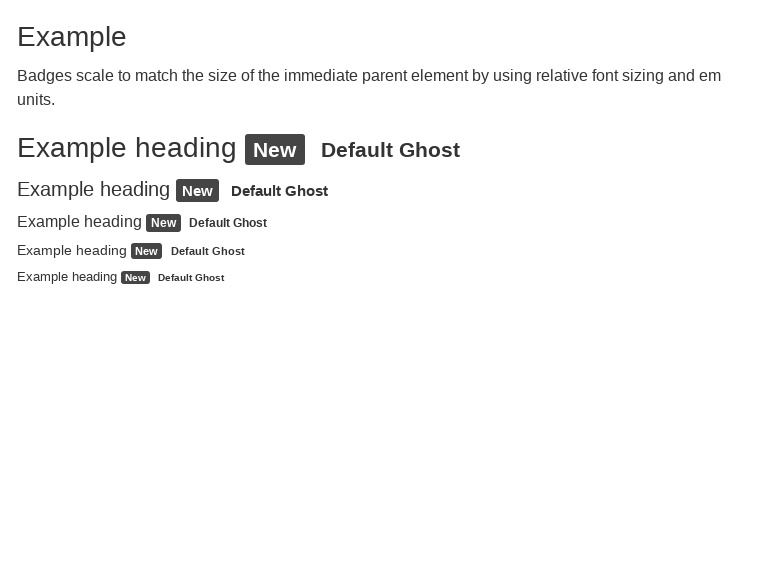 Example
Badges scale to match the size of the immediate parent element by using relative font sizing and em
units.
Example heading New Default Ghost
Example heading New Default Ghost
Example heading New Default Ghost
Example heading New Default Ghost
Example heading New Default Ghost